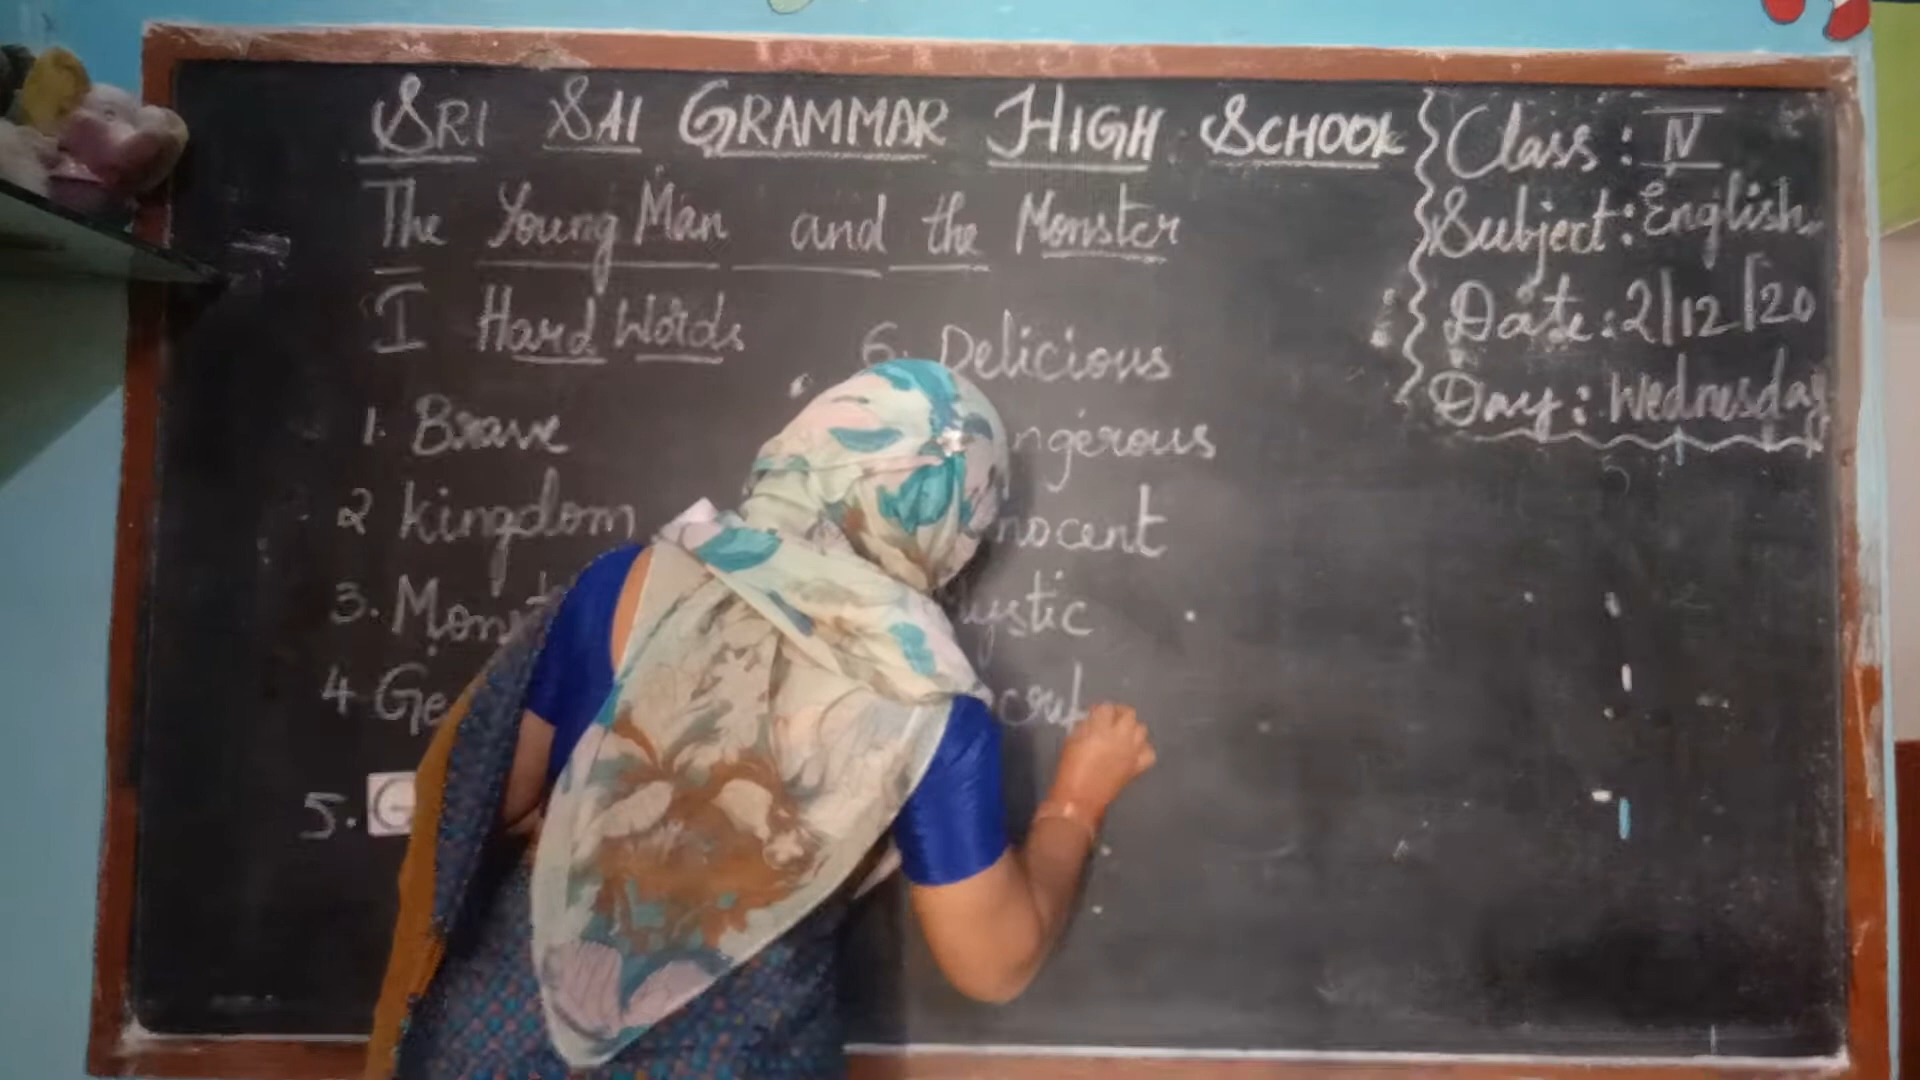 SRI SAI GRAMMAR HIGH SCHOOL
The Young Man and the Monster
I Hard Words
1. Brave
2 kingdom
3. Mons
4 Ge
5.
6. Delicious
ngerous
nocent
ystic
Class: IV
Subject: English
Date: 2/12/20
Day: Wednesday